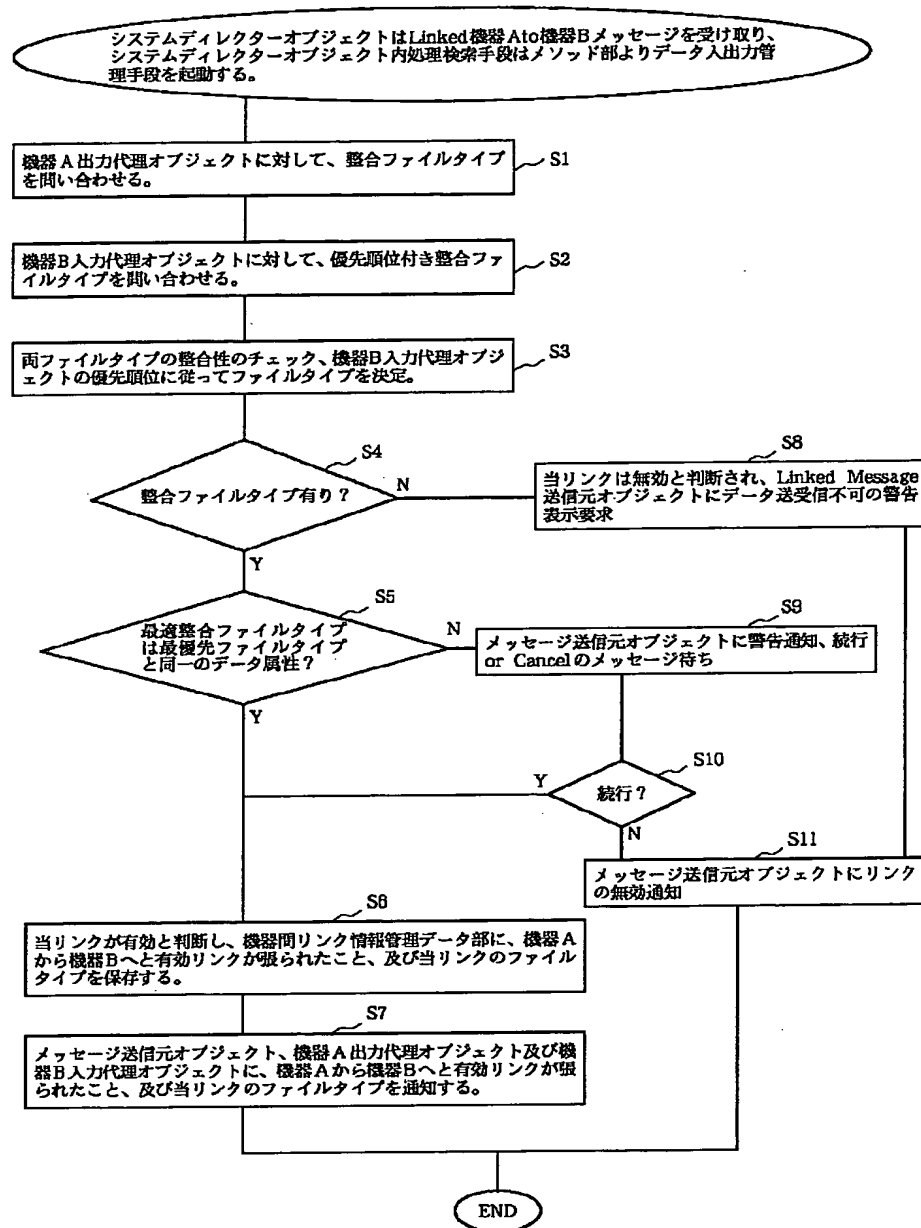 システムディレクターオブジェクトはLinked機器Ato機器Bメッセージを受け取り、
システムディレクターオブジェクト内処理検索手段はメソッド部よりデータ入出力管
理手段を起動する。
機器A出力代理オブジェクトに対して、整合ファイルタイプ
を問い合わせる。
S1
機器B入力代理オブジェクトに対して、優先順位付き整合ファ
イルタイプを問い合わせる。
S2
両ファイルタイプの整合性のチェック、機器B入力代理オブジ
ェクトの優先順位に従ってファイルタイプを決定。
S3
S4
整合ファイルタイプ有り?
N
Y
S8
当リンクは無効と判断され、Linked Message
送信元オブジェクトにデータ送受信不可の警告
表示要求
S5
最適整合ファイルタイプ
は最優先ファイルタイプ
と同一のデータ属性?
N
Y
S9
メッセージ送信元オブジェクトに警告通知、続行
or Cancelのメッセージ待ち
S10
続行?
Y
N
S11
メッセージ送信元オブジェクトにリンク
の無効通知
S6
当リンクが有効と判断し、機器間リンク情報管理データ部に、機器A
から機器Bへと有効リンクが張られたこと、及び当リンクのファイル
タイプを保存する。
S7
メッセージ送信元オブジェクト、機器A出力代理オブジェクト及び機
器B入力代理オブジェクトに、機器Aから機器Bへと有効リンクが張
られたこと、及び当リンクのファイルタイプを通知する。
END